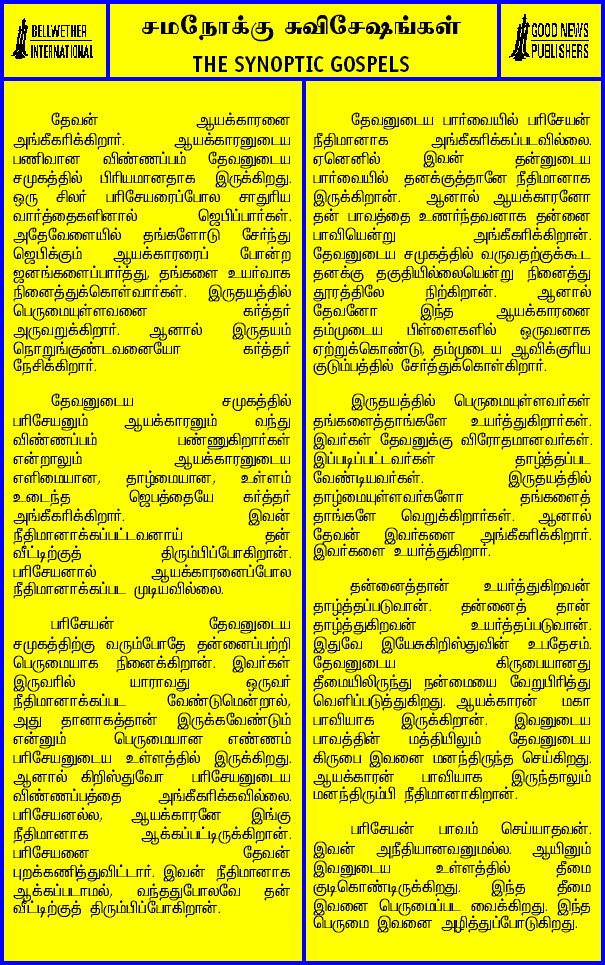 BELLWETHER
INTERNATIONAL
சமநோக்கு சுவிசேஷங்கள்
THE SYNOPTIC GOSPELS
GOOD NEWS
PUBLISHERS
தேவன் ஆயக்காரனை
அங்கீகரிக்கிறார். ஆயக்காரனுடைய
பணிவான விண்ணப்பம் தேவனுடைய
சமுகத்தில் பிரியமானதாக இருக்கிறது.
ஒரு சிலர் பரிசேயரைப்போல சாதுரிய
வார்த்தைகளினால் ஜெபிப்பார்கள்.
அதேவேளையில் தங்களோடு சேர்ந்து
ஜெபிக்கும் ஆயக்காரரைப் போன்ற
ஜனங்களைப்பார்த்து, தங்களை உயர்வாக
நினைத்துக்கொள்வார்கள். இருதயத்தில்
பெருமையுள்ளவனை கர்த்தர்
அருவறுக்கிறார். ஆனால் இருதயம்
நொறுங்குண்டவனையோ கர்த்தர்
நேசிக்கிறார்.
தேவனுடைய சமுகத்தில்
பரிசேயனும் ஆயக்காரனும் வந்து
விண்ணப்பம் பண்ணுகிறார்கள்
என்றாலும் ஆயக்காரனுடைய
எளிமையான, தாழ்மையான, உள்ளம்
உடைந்த ஜெபத்தையே கர்த்தர்
அங்கீகரிக்கிறார். இவன்
நீதிமானாக்கப்பட்டவனாய் தன்
வீட்டிற்குத் திரும்பிப்போகிறான்.
பரிசேயனால் ஆயக்காரனைப்போல
நீதிமானாக்கப்பட முடியவில்லை.
பரிசேயன் தேவனுடைய
சமுகத்திற்கு வரும்போதே தன்னைப்பற்றி
பெருமையாக நினைக்கிறான். இவர்கள்
இருவரில் யாராவது ஒருவர்
நீதிமானாக்கப்பட வேண்டுமென்றால்,
அது தானாகத்தான் இருக்கவேண்டும்
என்னும் பெருமையான எண்ணம்
பரிசேயனுடைய உள்ளத்தில் இருக்கிறது.
ஆனால் கிறிஸ்துவோ பரிசேயனுடைய
விண்ணப்பத்தை அங்கீகரிக்கவில்லை.
பரிசேயனல்ல, ஆயக்காரனே இங்கு
நீதிமானாக ஆக்கப்பட்டிருக்கிறான்.
பரிசேயனை தேவன்
புறக்கணித்துவிட்டார். இவன் நீதிமானாக
ஆக்கப்படாமல், வந்ததுபோலவே தன்
வீட்டிற்குத் திரும்பிப்போகிறான்.
தேவனுடைய பார்வையில் பரிசேயன்
நீதிமானாக அங்கீகரிக்கப்படவில்லை.
ஏனெனில் இவன் தன்னுடைய
பார்வையில் தனக்குத்தானே நீதிமானாக
இருக்கிறான். ஆனால் ஆயக்காரனோ
தன் பாவத்தை உணர்ந்தவனாக தன்னை
பாவியென்று அங்கீகரிக்கிறான்.
தேவனுடைய சமுகத்தில் வருவதற்குக்கூட
தனக்கு தகுதியில்லையென்று நினைத்து
தூரத்திலே நிற்கிறான். ஆனால்
தேவனோ இந்த ஆயக்காரனை
தம்முடைய பிள்ளைகளில் ஒருவனாக
ஏற்றுக்கொண்டு, தம்முடைய ஆவிக்குரிய
குடும்பத்தில் சேர்த்துக்கொள்கிறார்.
இருதயத்தில் பெருமையுள்ளவர்கள்
தங்களைத்தாங்களே உயர்த்துகிறார்கள்.
இவர்கள் தேவனுக்கு விரோதமானவர்கள்.
இப்படிப்பட்டவர்கள் தாழ்த்தப்பட
வேண்டியவர்கள். இருதயத்தில்
தாழ்மையுள்ளவர்களோ தங்களைத்
தாங்களே வெறுக்கிறார்கள். ஆனால்
தேவன் இவர்களை அங்கீகரிக்கிறார்.
இவர்களை உயர்த்துகிறார்.
தன்னைத்தான் உயர்த்துகிறவன்
தாழ்த்தப்படுவான். தன்னைத் தான்
தாழ்த்துகிறவன் உயர்த்தப்படுவான்.
இதுவே இயேசுகிறிஸ்துவின் உபதேசம்.
தேவனுடைய கிருபையானது
தீமையிலிருந்து நன்மையை வேறுபிரித்து
வெளிப்படுத்துகிறது. ஆயக்காரன் மகா
பாவியாக இருக்கிறான். இவனுடைய
பாவத்தின் மத்தியிலும் தேவனுடைய
கிருபை இவனை மனந்திருந்த செய்கிறது.
ஆயக்காரன் பாவியாக இருந்தாலும்
மனந்திரும்பி நீதிமானாகிறான்.
பரிசேயன் பாவம் செய்யாதவன்.
இவன் அநீதியானவனுமல்ல. ஆயினும்
இவனுடைய உள்ளத்தில் தீமை
குடிகொண்டிருக்கிறது. இந்த தீமை
இவனை பெருமைப்பட வைக்கிறது. இந்த
பெருமை இவனை அழித்துப்போடுகிறது.